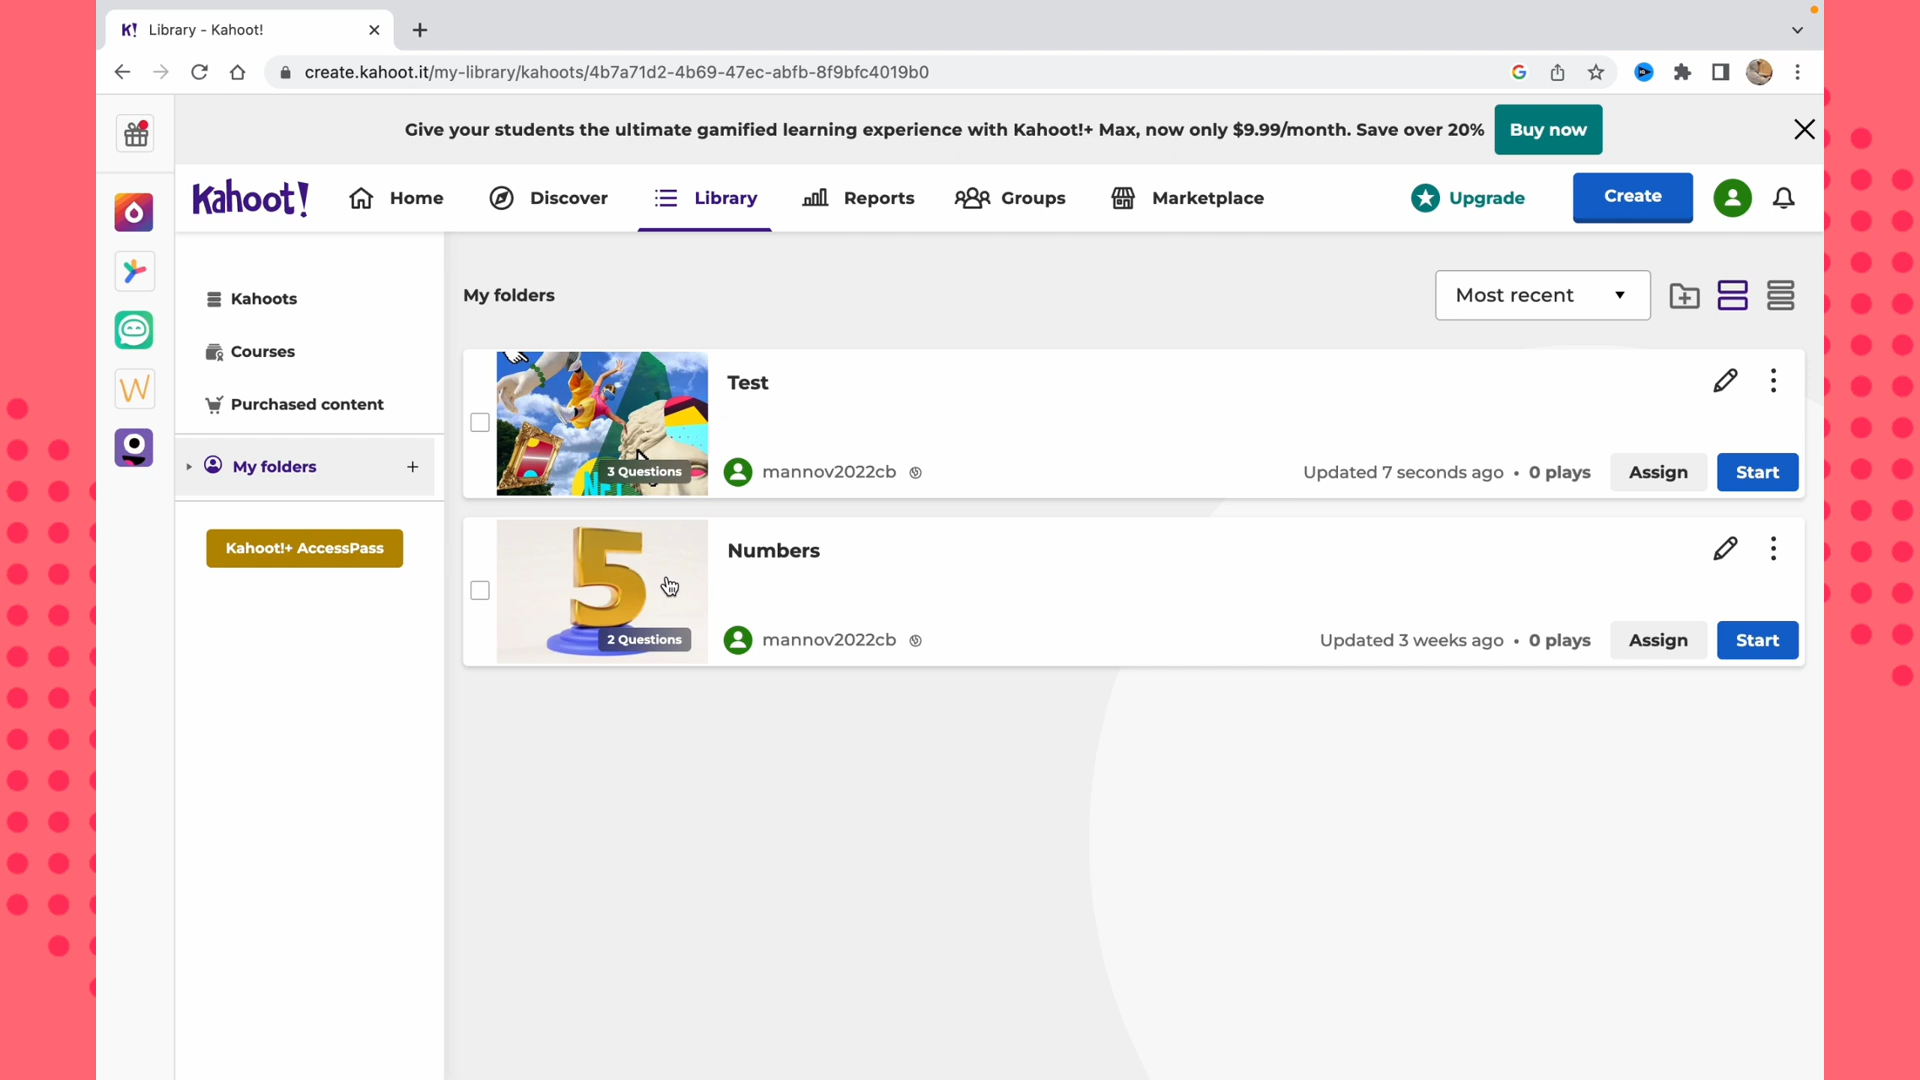 K! Library - Kahoot!
create.kahoot.it/my-library/kahoots/4b7a71d2-4b69-47ec-abfb-8f9bfc4019b0
Give your students the ultimate gamified learning experience with Kahoot!+ Max, now only $9.99/month. Save over 20% Buy now
Kahoot! Home Discover Library Reports Groups Marketplace Upgrade Create
Kahoots
Courses
Purchased content
My folders
Kahoot!+ AccessPass
My folders Most recent
Test
3 Questions
mannov2022cb Updated 7 seconds ago • 0 plays Assign Start
Numbers
5
2 Questions
mannov2022cb Updated 3 weeks ago • 0 plays Assign Start
W